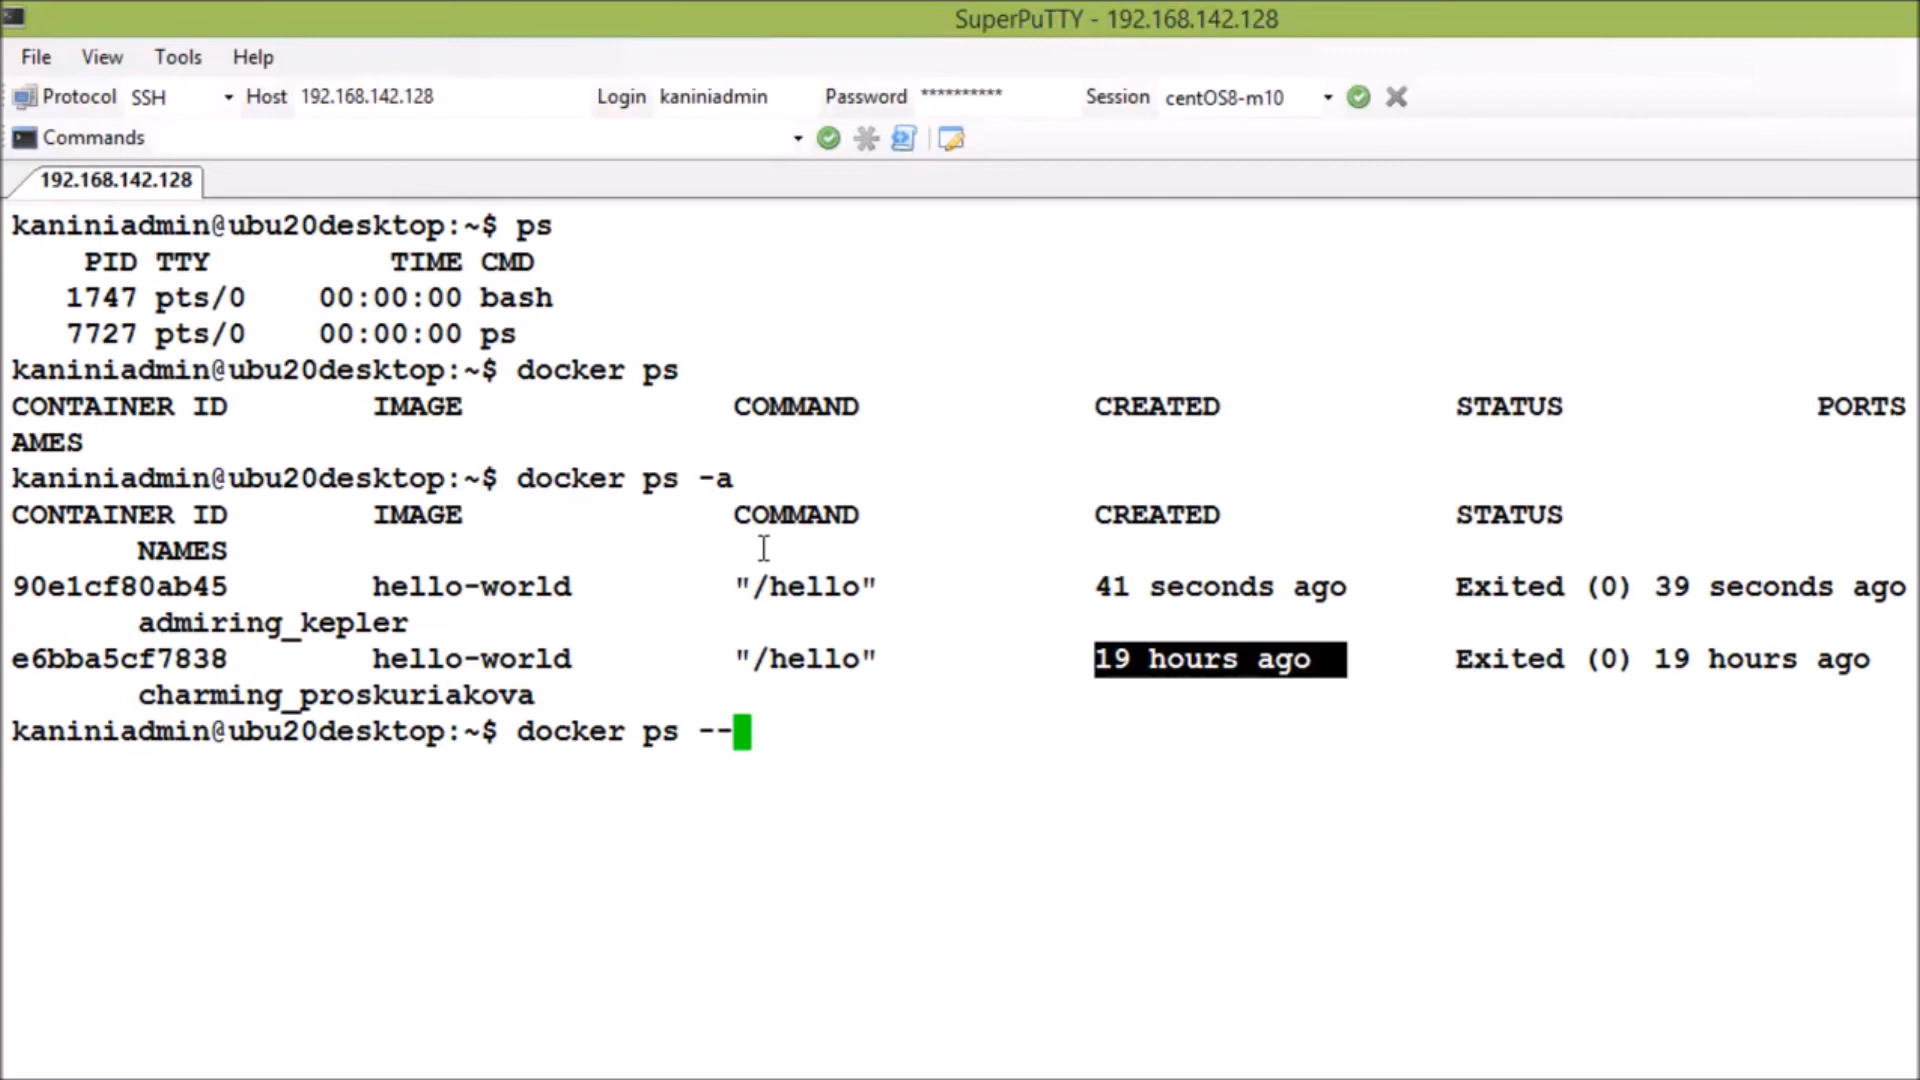 SuperPuTTY - 192.168.142.128
File View Tools Help
Protocol SSH Host 192.168.142.128 Login kaniniadmin Password ********** Session centOS8-m10
Commands
192.168.142.128
kaniniadmin@ubu20desktop:~$ ps
PID TTY TIME CMD
1747 pts/0 00:00:00 bash
7727 pts/0 00:00:00 ps
kaniniadmin@ubu20desktop:~$ docker ps
CONTAINER ID IMAGE COMMAND CREATED STATUS PORTS
AMES
kaniniadmin@ubu20desktop:~$ docker ps -a
CONTAINER ID IMAGE COMMAND CREATED STATUS
NAMES
90e1cf80ab45 hello-world "/hello" 41 seconds ago Exited (0) 39 seconds ago
admiring_kepler
e6bba5cf7838 hello-world "/hello" 19 hours ago Exited (0) 19 hours ago
charming_proskuriakova
kaniniadmin@ubu20desktop:~$ docker ps --